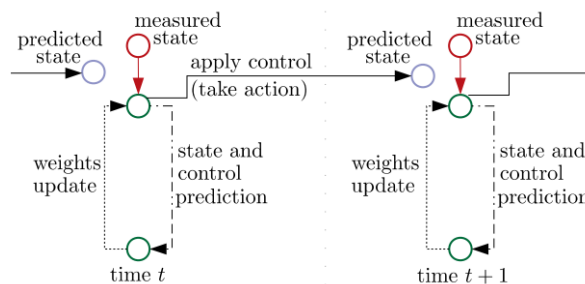 predicted
state
measured
state
apply control
(take action)
weights
update
state and
control
prediction
time t
predicted
state
measured
state
weights
update
state and
control
prediction
time t + 1